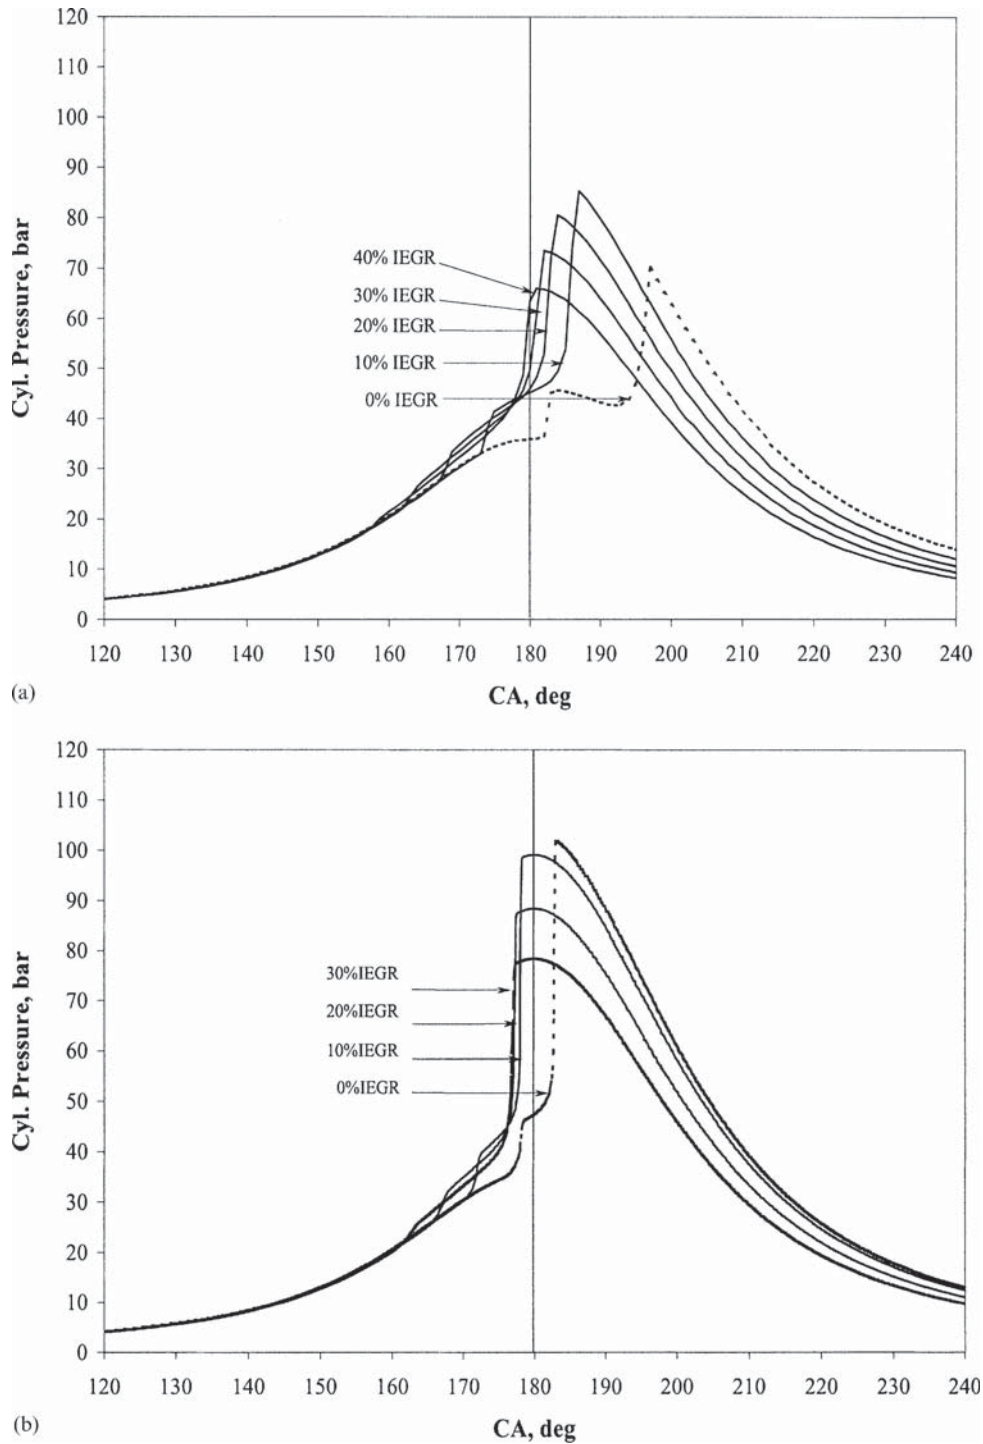 120
110
100
90
80
70
60
50
40
30
20
10
0
Cyl. Pressure, bar
40% IEGR
30% IEGR
20% IEGR
10% IEGR
0% IEGR
120 130 140 150 160 170 180 190 200 210 220 230 240
CA, deg
(a)
120
110
100
90
80
70
60
50
40
30
20
10
0
Cyl. Pressure, bar
30%IEGR
20%IEGR
10%IEGR
0%IEGR
120 130 140 150 160 170 180 190 200 210 220 230 240
CA, deg
(b)